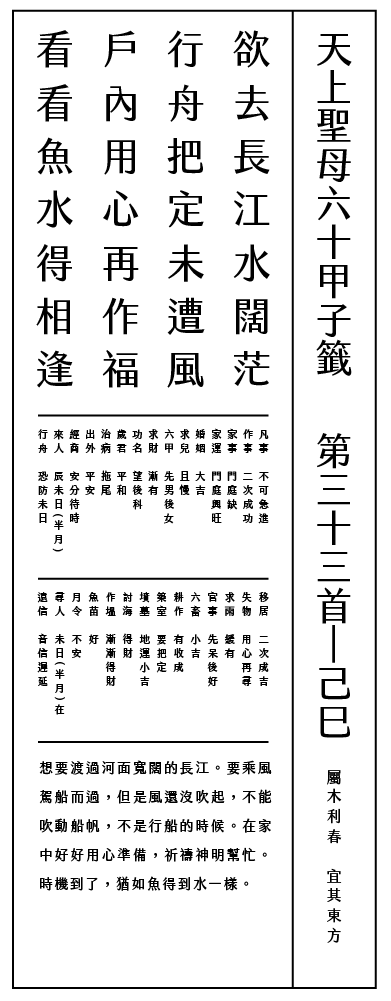 天上聖母六十甲子籤　第三十三首—己巳
屬木利春　宜其東方
欲去長江水闊茫
行舟把定未遭風
戶內用心再作福
看看魚水得相逢
凡事　不可急進
作事　二次成功
家事　門庭缺
家運　門庭興旺
婚姻　大吉
求兒　且慢
六甲　先男後女
求財　漸有
功名　望後科
歲君　平和
治病　拖尾
出外　平安
經商　安分待時
來人　辰未日(半月)
行舟　恐防未日
移居　二次成吉
失物　用心再尋
求雨　緩有
官事　先呆後好
六畜　小吉
耕作　有收成
築室　要把定
墳墓　地運小吉
討海　得財
作塭　漸漸得財
魚苗　好
月令　不安
尋人　未日(半月)在
遠信　音信遲延
想要渡過河面寬闊的長江。要乘風
駕船而過，但是風還沒吹起，不能
吹動船帆，不是行船的時候。在家
中好好用心準備，祈禱神明幫忙。
時機到了，猶如魚得到水一樣。